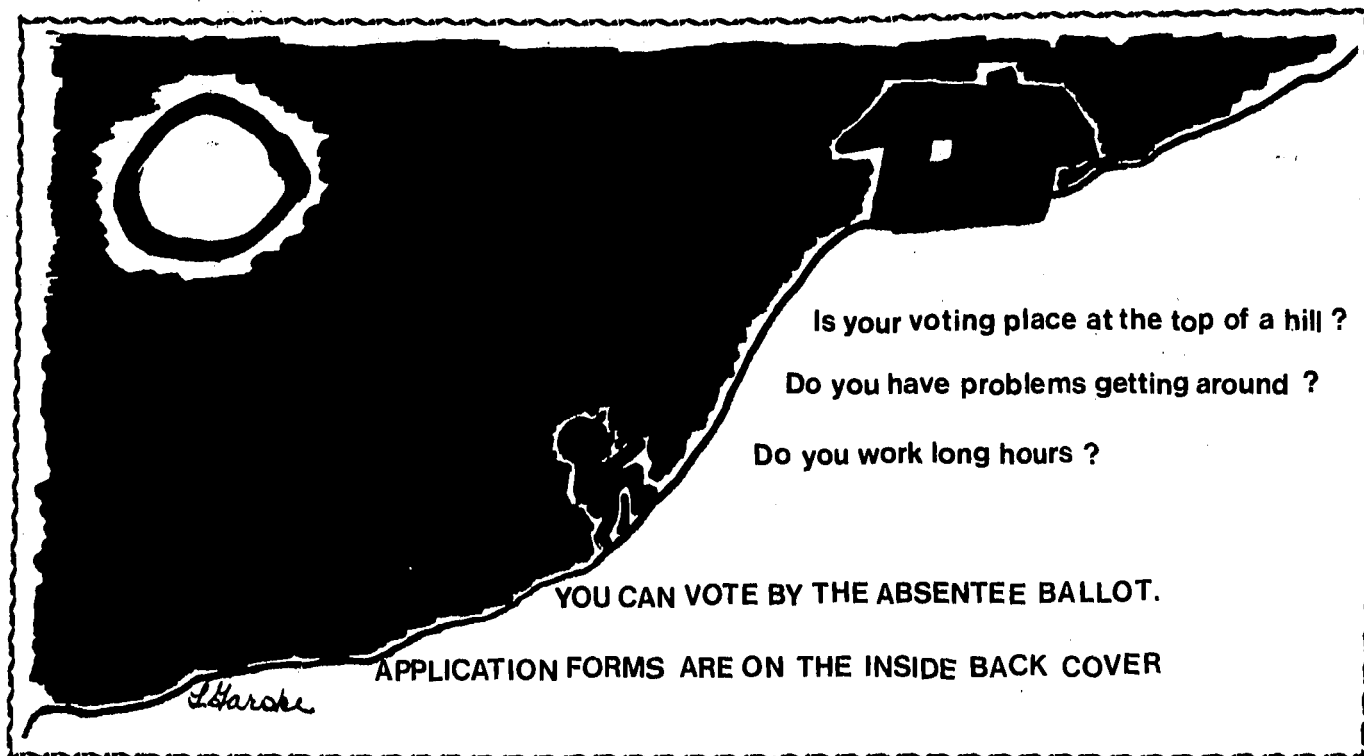 Is your voting place at the top of a hill ?
Do you have problems getting around ?
Do you work long hours ?
YOU CAN VOTE BY THE ABSENTEE BALLOT.
APPLICATION FORMS ARE ON THE INSIDE BACK COVER
L Garske